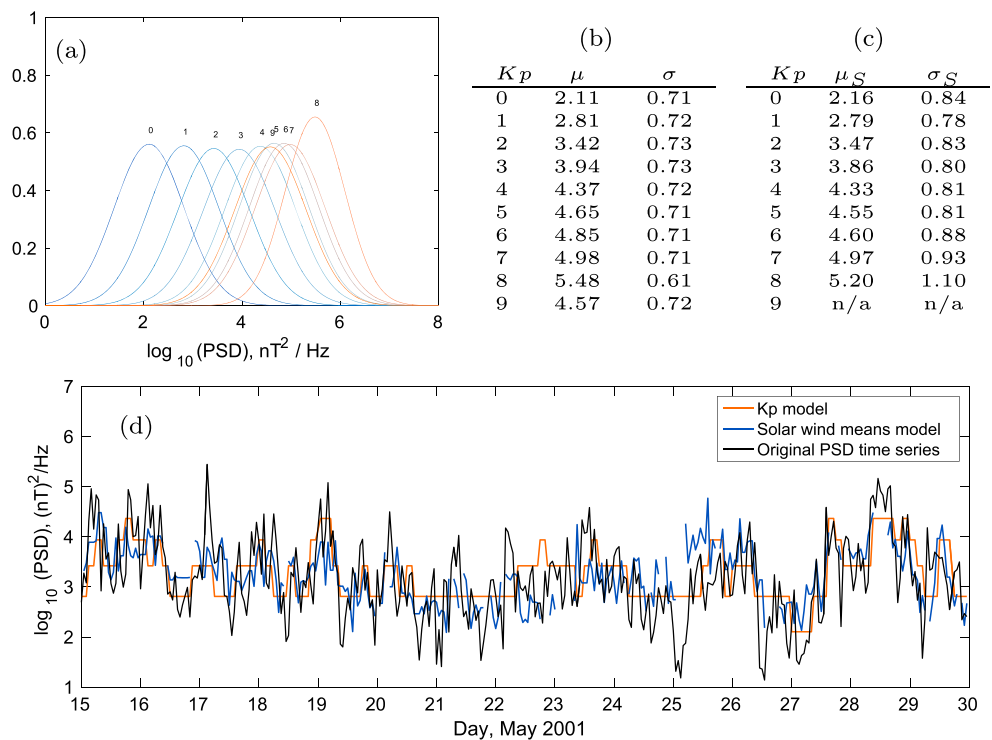 (a)
1
0.8
0.6
0.4
0.2
0
0 1 2 3 4 9 5 6 7 8
0 2 4 6 8
log 10 (PSD), nT² / Hz
(b)
Kp μ σ
0 2.11 0.71
1 2.81 0.72
2 3.42 0.73
3 3.94 0.73
4 4.37 0.72
5 4.65 0.71
6 4.85 0.71
7 4.98 0.71
8 5.48 0.61
9 4.57 0.72
(c)
Kp μS σS
0 2.16 0.84
1 2.79 0.78
2 3.47 0.83
3 3.86 0.80
4 4.33 0.81
5 4.55 0.81
6 4.60 0.88
7 4.97 0.93
8 5.20 1.10
9 n/a n/a
(d)
7
6
5
4
3
2
1
log 10 (PSD), (nT)²/Hz
Kp model
Solar wind means model
Original PSD time series
15 16 17 18 19 20 21 22 23 24 25 26 27 28 29 30
Day, May 2001